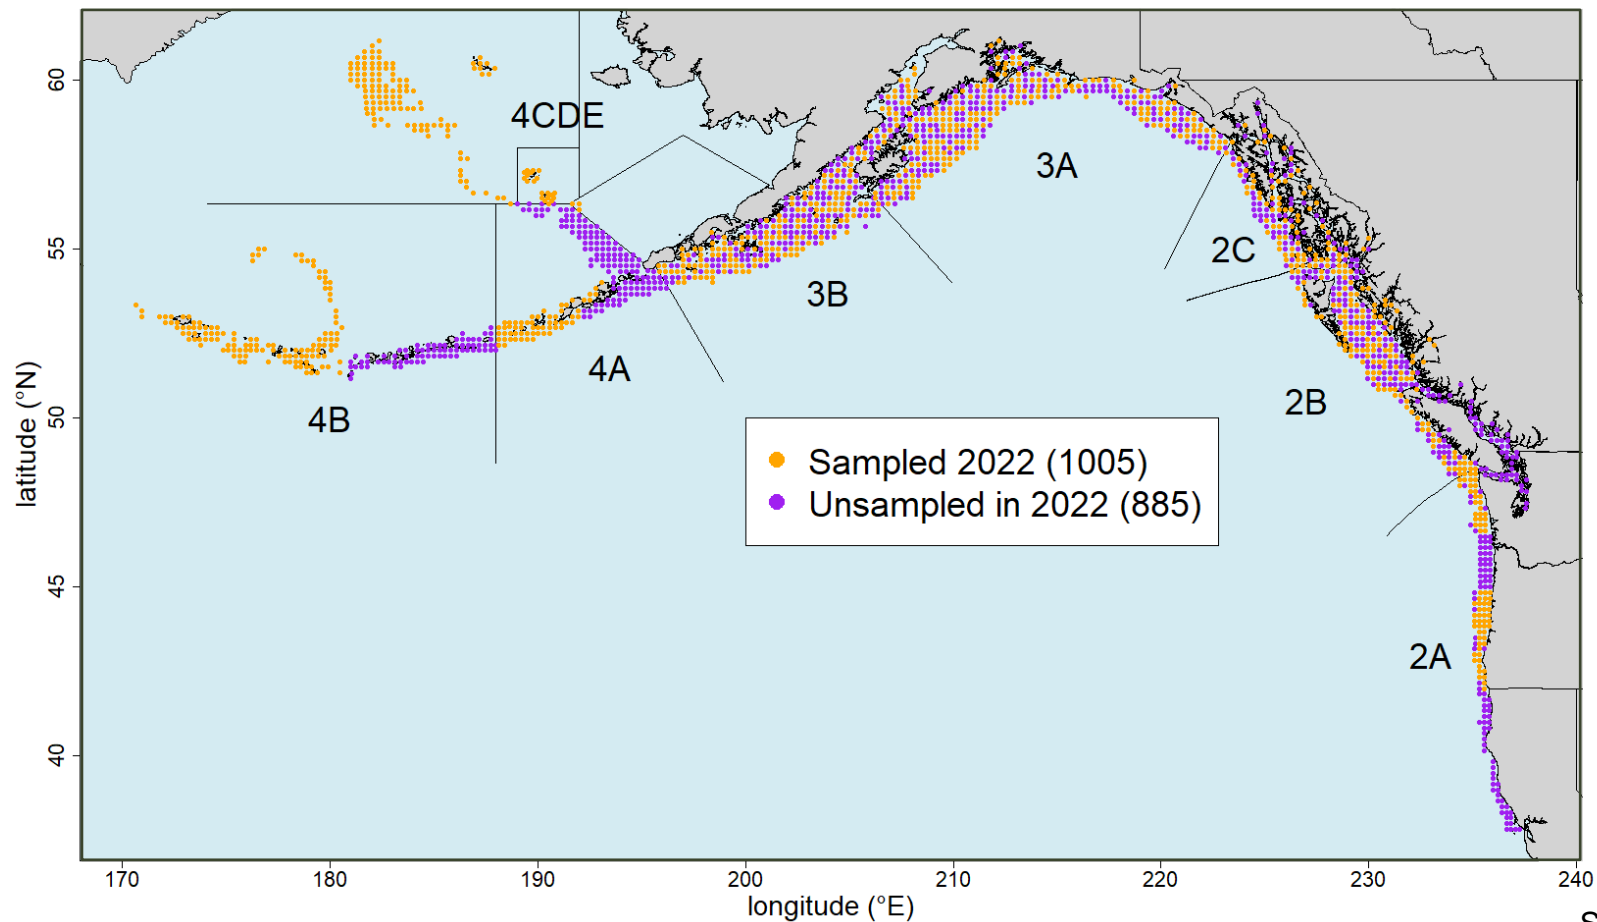 60
55
50
45
40
latitude (°N)
4CDE
3A
2C
3B
4A
2B
4B
Sampled 2022 (1005)
Unsampled in 2022 (885)
2A
170
180
190
200
210
220
230
240
longitude (°E)